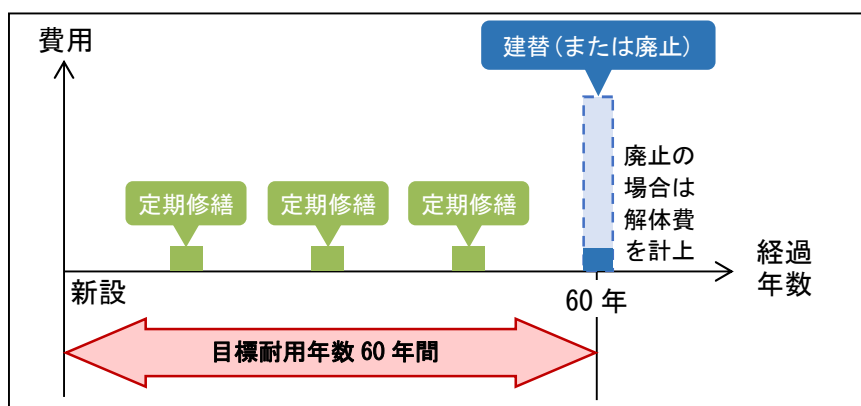 費用
建替(または廃止)
定期修繕
定期修繕
定期修繕
廃止の
場合は
解体費
を計上
新設
60 年
経過
年数
目標耐用年数 60 年間